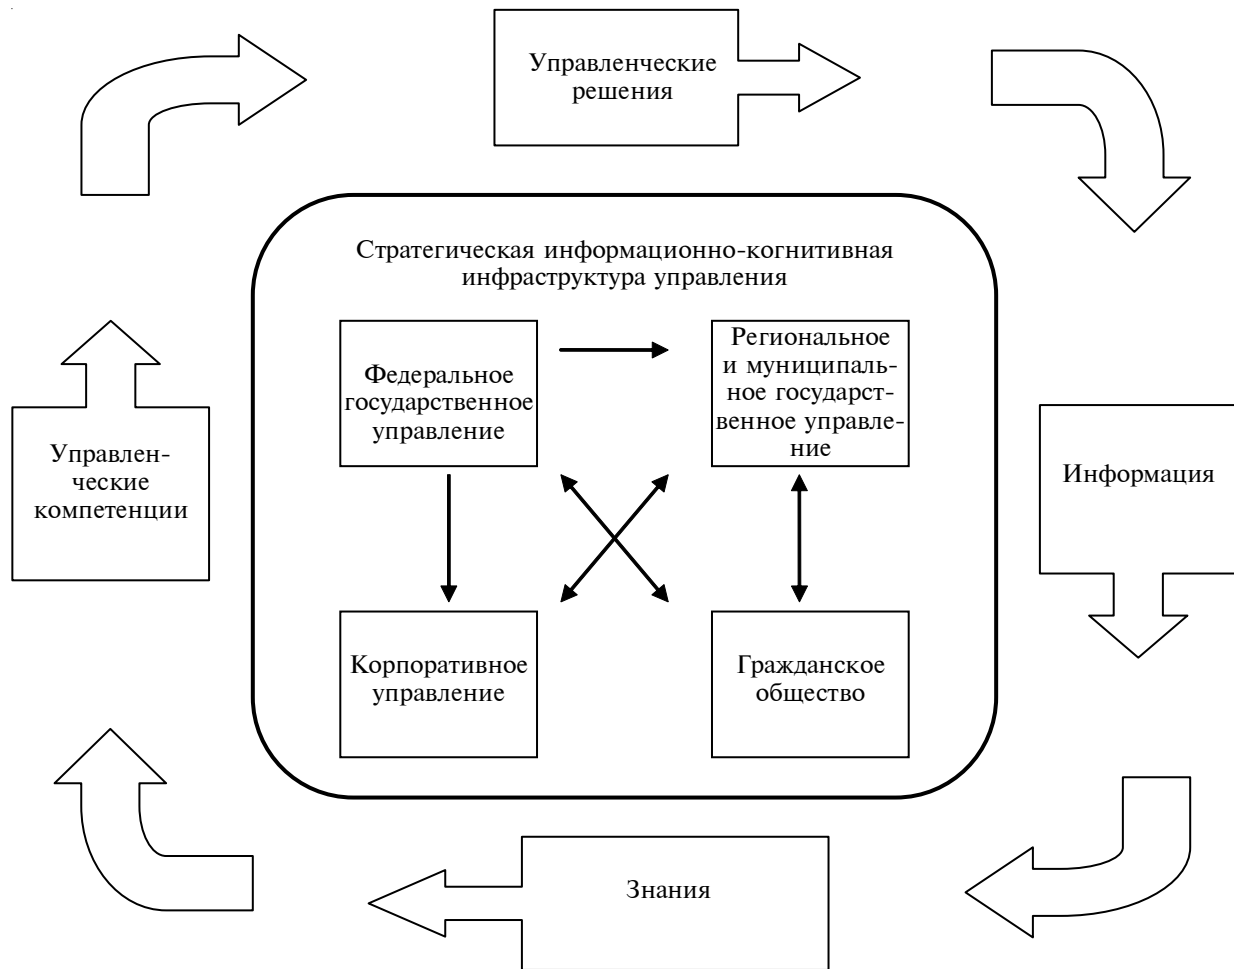 Управленческие
решения
Стратегическая информационно-когнитивная
инфраструктура управления
Федеральное
государственное
управление
Региональное
и муниципаль-
ное государст-
венное управле-
ние
Управлен-
ческие
компетенции
Информация
Корпоративное
управление
Гражданское
общество
Знания